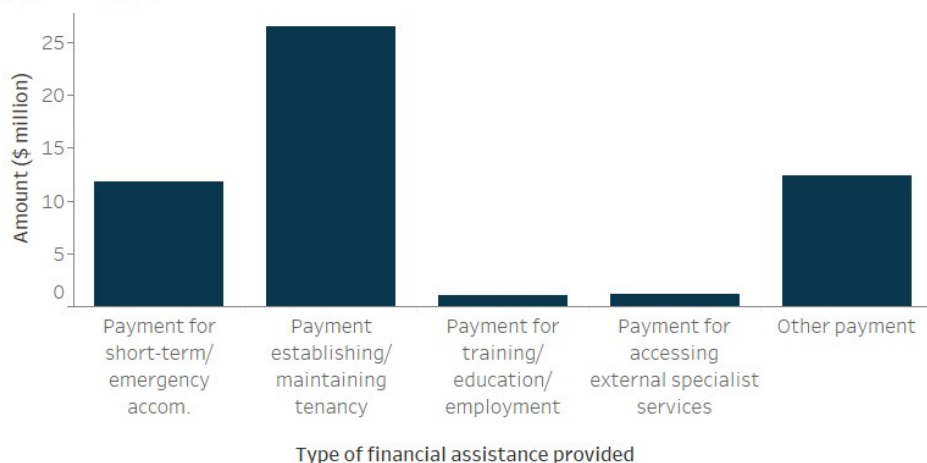 Amount ($ million)
25
20
15
10
5
0
Payment for
short-term/
emergency
accom.
Payment
establishing/
maintaining
tenancy
Payment for
training/
education/
employment
Payment for
accessing
external specialist
services
Other payment
Type of financial assistance provided